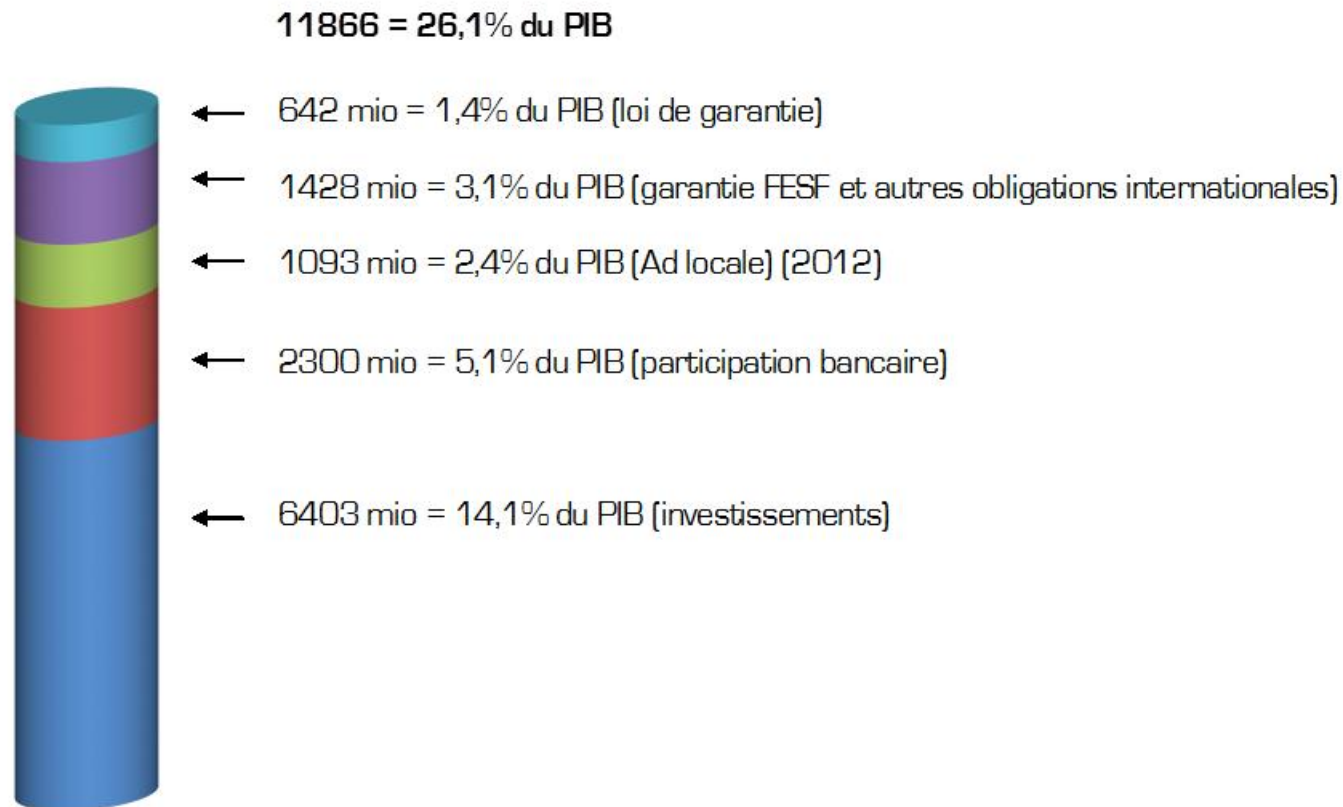 11866 = 26,1% du PIB
642 mio = 1,4% du PIB (loi de garantie)
1428 mio = 3,1% du PIB (garantie FESF et autres obligations internationales)
1093 mio = 2,4% du PIB (Ad locale) (2012)
2300 mio = 5,1% du PIB (participation bancaire)
6403 mio = 14,1% du PIB (investissements)